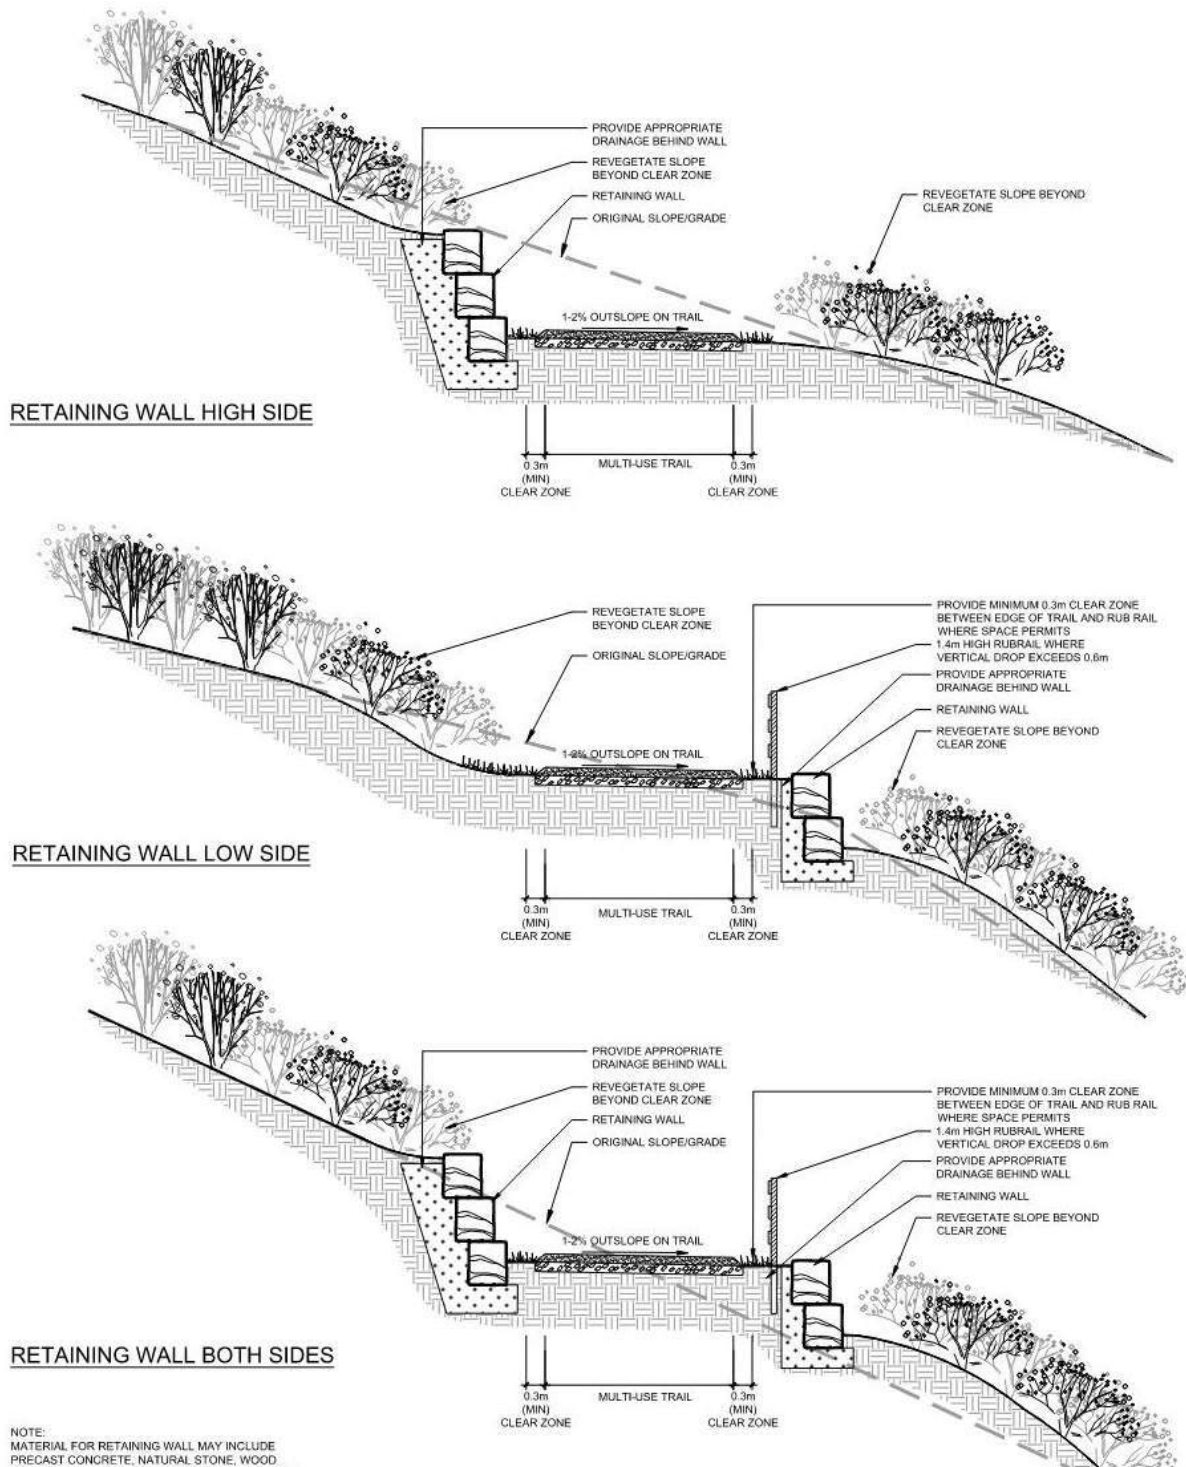 PROVIDE APPROPRIATE
DRAINAGE BEHIND WALL
REVEGETATE SLOPE
BEYOND CLEAR ZONE
RETAINING WALL
ORIGINAL SLOPE/GRADE
REVEGETATE SLOPE BEYOND
CLEAR ZONE
1-2% OUTSLOPE ON TRAIL
RETAINING WALL HIGH SIDE
0.3m
(MIN)
CLEAR ZONE
MULTI-USE TRAIL
0.3m
(MIN)
CLEAR ZONE
REVEGETATE SLOPE
BEYOND CLEAR ZONE
ORIGINAL SLOPE/GRADE
PROVIDE MINIMUM 0.3m CLEAR ZONE
BETWEEN EDGE OF TRAIL AND RUB RAIL
WHERE SPACE PERMITS
1.4m HIGH RUBRAIL WHERE
VERTICAL DROP EXCEEDS 0.6m
PROVIDE APPROPRIATE
DRAINAGE BEHIND WALL
RETAINING WALL
REVEGETATE SLOPE BEYOND
CLEAR ZONE
1-2% OUTSLOPE ON TRAIL
RETAINING WALL LOW SIDE
0.3m
(MIN)
CLEAR ZONE
MULTI-USE TRAIL
0.3m
(MIN)
CLEAR ZONE
PROVIDE APPROPRIATE
DRAINAGE BEHIND WALL
REVEGETATE SLOPE
BEYOND CLEAR ZONE
RETAINING WALL
ORIGINAL SLOPE/GRADE
PROVIDE MINIMUM 0.3m CLEAR ZONE
BETWEEN EDGE OF TRAIL AND RUB RAIL
WHERE SPACE PERMITS
1.4m HIGH RUBRAIL WHERE
VERTICAL DROP EXCEEDS 0.6m
PROVIDE APPROPRIATE
DRAINAGE BEHIND WALL
RETAINING WALL
REVEGETATE SLOPE BEYOND
CLEAR ZONE
1-2% OUTSLOPE ON TRAIL
RETAINING WALL BOTH SIDES
0.3m
(MIN)
CLEAR ZONE
MULTI-USE TRAIL
0.3m
(MIN)
CLEAR ZONE
NOTE:
MATERIAL FOR RETAINING WALL MAY INCLUDE
PRECAST CONCRETE, NATURAL STONE, WOOD